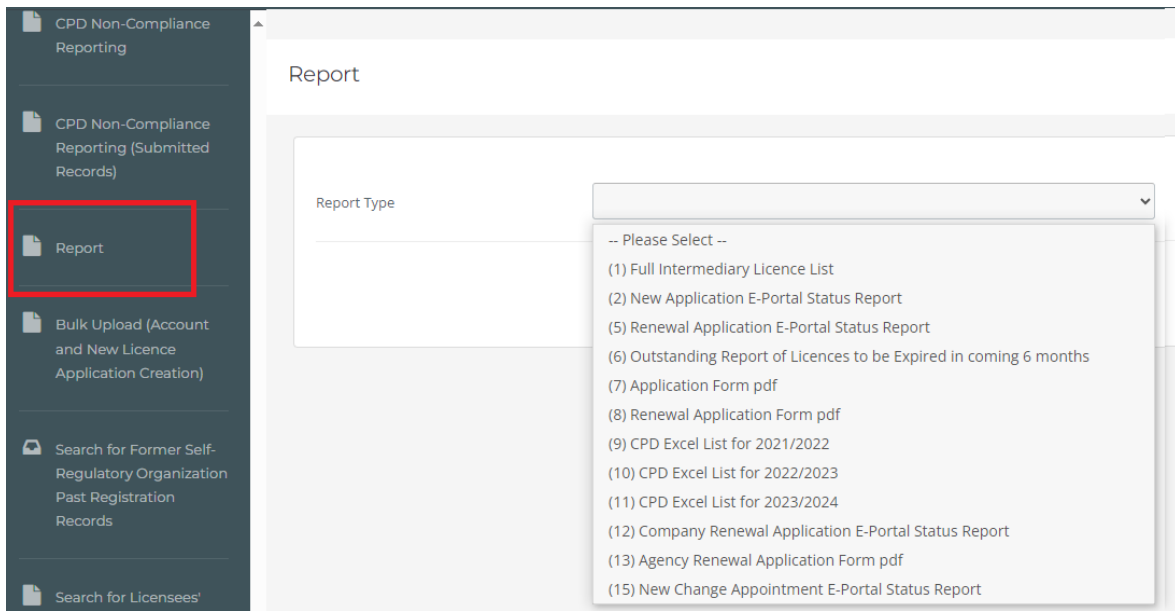 CPD Non-Compliance
Reporting
CPD Non-Compliance
Reporting (Submitted
Records)
Report
Bulk Upload (Account
and New Licence
Application Creation)
Search for Former Self-
Regulatory Organization
Past Registration
Records
Search for Licensees'
Report
Report Type
-- Please Select --
(1) Full Intermediary Licence List
(2) New Application E-Portal Status Report
(5) Renewal Application E-Portal Status Report
(6) Outstanding Report of Licences to be Expired in coming 6 months
(7) Application Form pdf
(8) Renewal Application Form pdf
(9) CPD Excel List for 2021/2022
(10) CPD Excel List for 2022/2023
(11) CPD Excel List for 2023/2024
(12) Company Renewal Application E-Portal Status Report
(13) Agency Renewal Application Form pdf
(15) New Change Appointment E-Portal Status Report